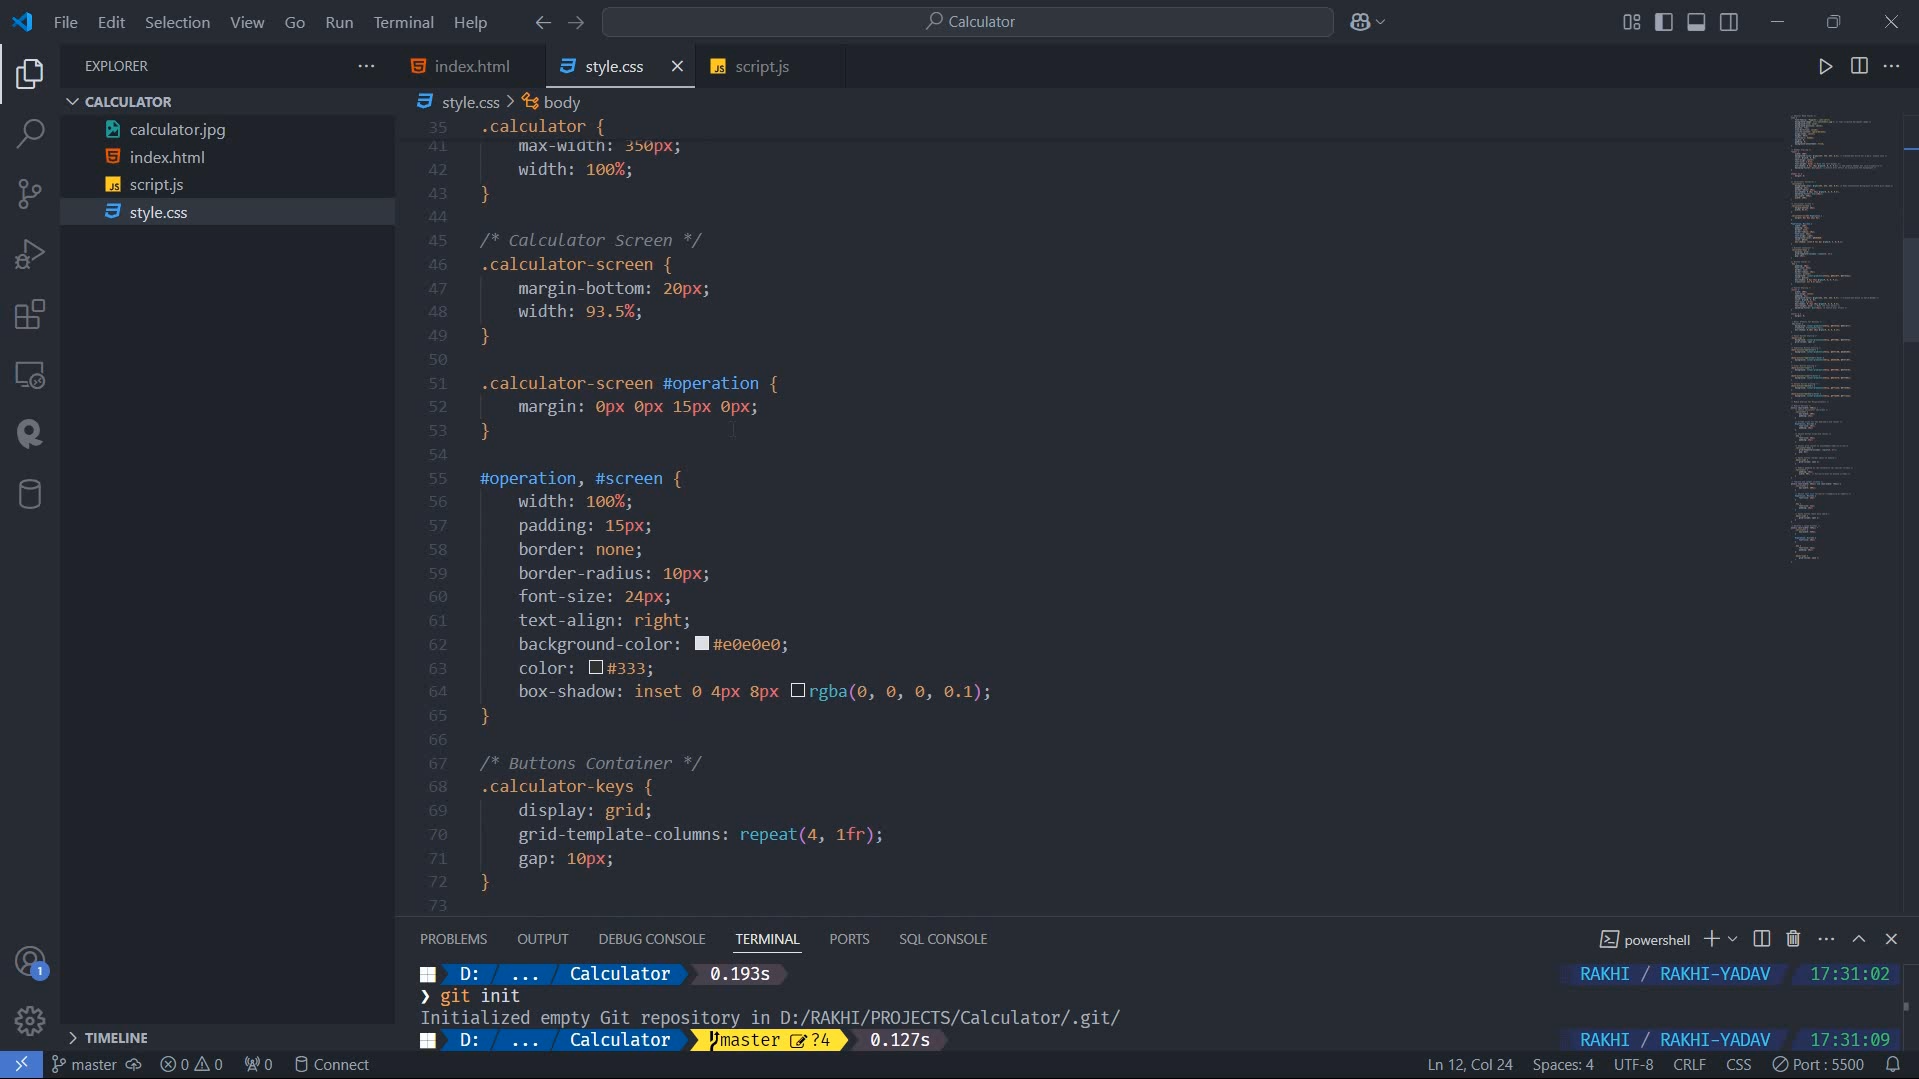 File Edit Selection View Go Run Terminal Help Calculator
EXPLORER
index.html style.css script.js
CALCULATOR
calculator.jpg
index.html
script.js
style.css
style.css > body
35 .calculator {
41 max-width: 350px;
42 width: 100%;
43 }
44
45 /* Calculator Screen */
46 .calculator-screen {
47 margin-bottom: 20px;
48 width: 93.5%;
49 }
50
51 .calculator-screen #operation {
52 margin: 0px 0px 15px 0px;
53 }
54
55 #operation, #screen {
56 width: 100%;
57 padding: 15px;
58 border: none;
59 border-radius: 10px;
60 font-size: 24px;
61 text-align: right;
62 background-color: #e0e0e0;
63 color: #333;
64 box-shadow: inset 0 4px 8px rgba(0, 0, 0, 0.1);
65 }
66
67 /* Buttons Container */
68 .calculator-keys {
69 display: grid;
70 grid-template-columns: repeat(4, 1fr);
71 gap: 10px;
72 }
73
PROBLEMS OUTPUT DEBUG CONSOLE TERMINAL PORTS SQL CONSOLE
powershell
D: ... Calculator 0.193s RAKHI / RAKHI-YADAV 17:31:02
❯ git init
Initialized empty Git repository in D:/RAKHI/PROJECTS/Calculator/.git/
D: ... Calculator master ?4 0.127s RAKHI / RAKHI-YADAV 17:31:09
1
TIMELINE
master 0 0 0 Connect
Ln 12, Col 24 Spaces: 4 UTF-8 CRLF CSS Port : 5500